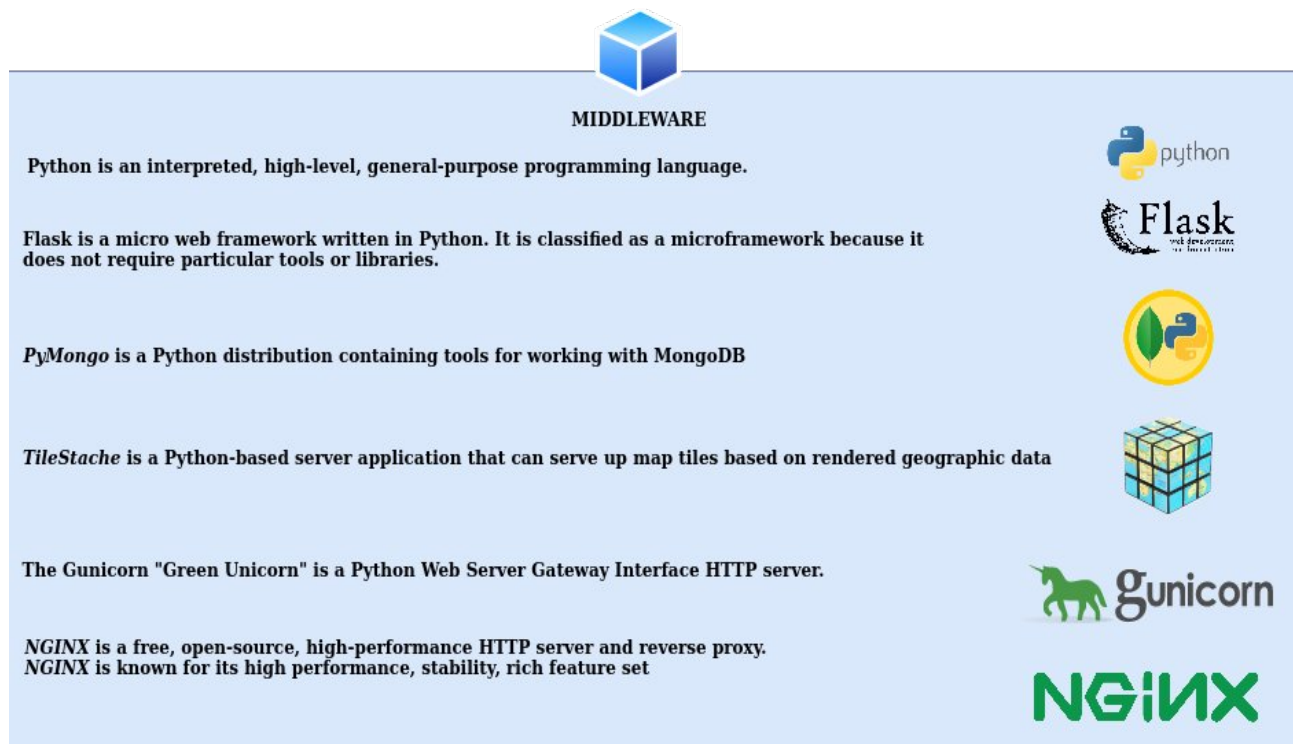 MIDDLEWARE
Python is an interpreted, high-level, general-purpose programming language.
python
Flask is a micro web framework written in Python. It is classified as a microframework because it
does not require particular tools or libraries.
Flask
web development,
PyMongo is a Python distribution containing tools for working with MongoDB
TileStache is a Python-based server application that can serve up map tiles based on rendered geographic data
The Gunicorn "Green Unicorn" is a Python Web Server Gateway Interface HTTP server.
gunicorn
NGINX is a free, open-source, high-performance HTTP server and reverse proxy.
NGINX is known for its high performance, stability, rich feature set
NGiNX